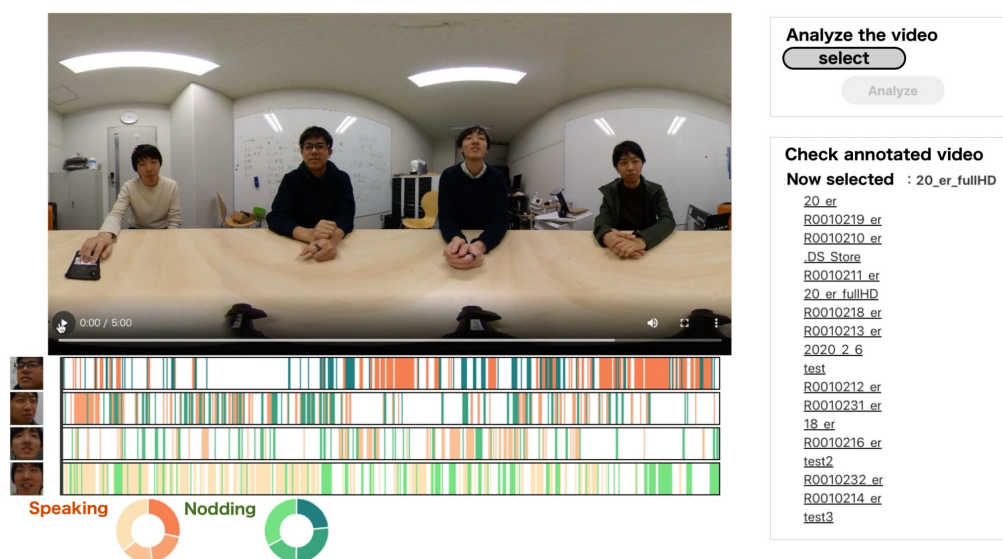 Analyze the video
select
Analyze
0:00 / 5:00
Speaking
Nodding
Check annotated video
Now selected : 20_er_fullHD
20_er
R0010219_er
R0010210_er
.DS_Store
R0010211_er
20_er_fullHD
R0010218_er
R0010213_er
2020_2_6
test
R0010212_er
R0010231_er
18_er
R0010216_er
test2
R0010232_er
R0010214_er
test3